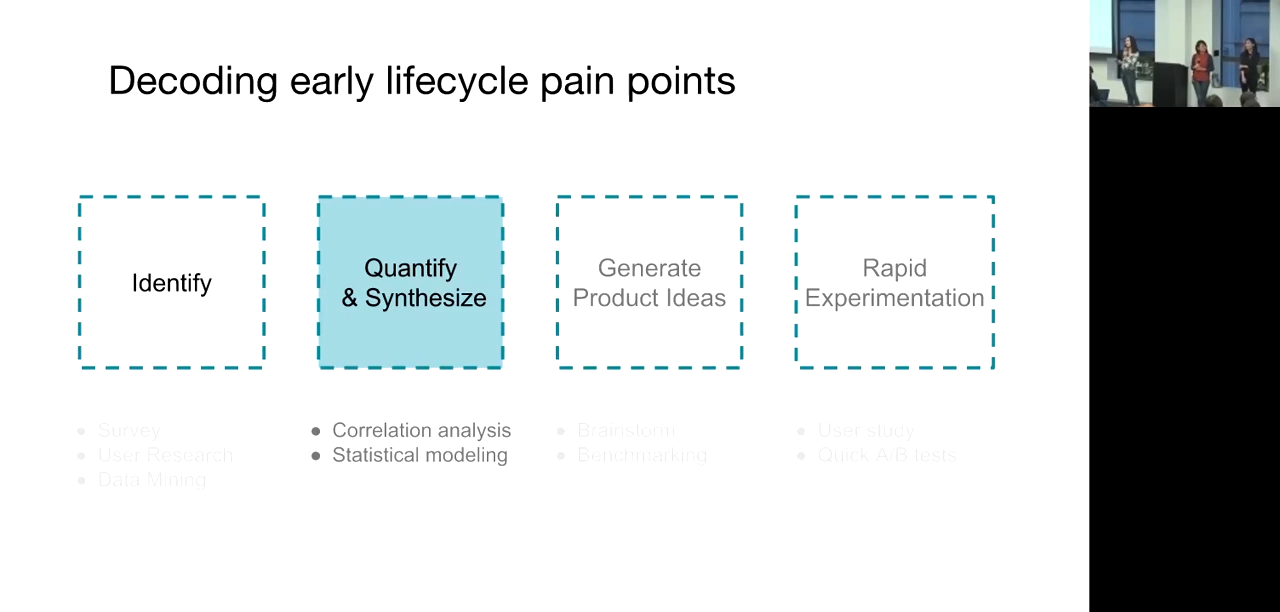 Decoding early lifecycle pain points
Identify
Quantify
& Synthesize
Generate
Product Ideas
Rapid
Experimentation
● Survey
● User Research
● Data Mining
● Correlation analysis
● Statistical modeling
● Brainstorm
● Benchmarking
● User study
● Quick A/B tests